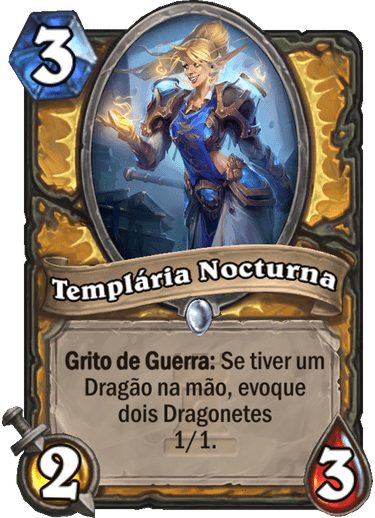 3
Templária Nocturna
Grito de Guerra: Se tiver um
Dragão na mão, evoque
dois Dragonetes
1/1.
2
3